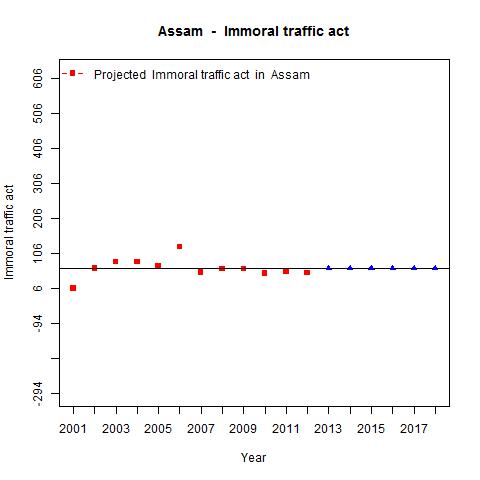 Assam - Immoral traffic act
Projected Immoral traffic act in Assam
606
506
406
306
206
106
6
-94
-294
Immoral traffic act
2001 2003 2005 2007 2009 2011 2013 2015 2017
Year